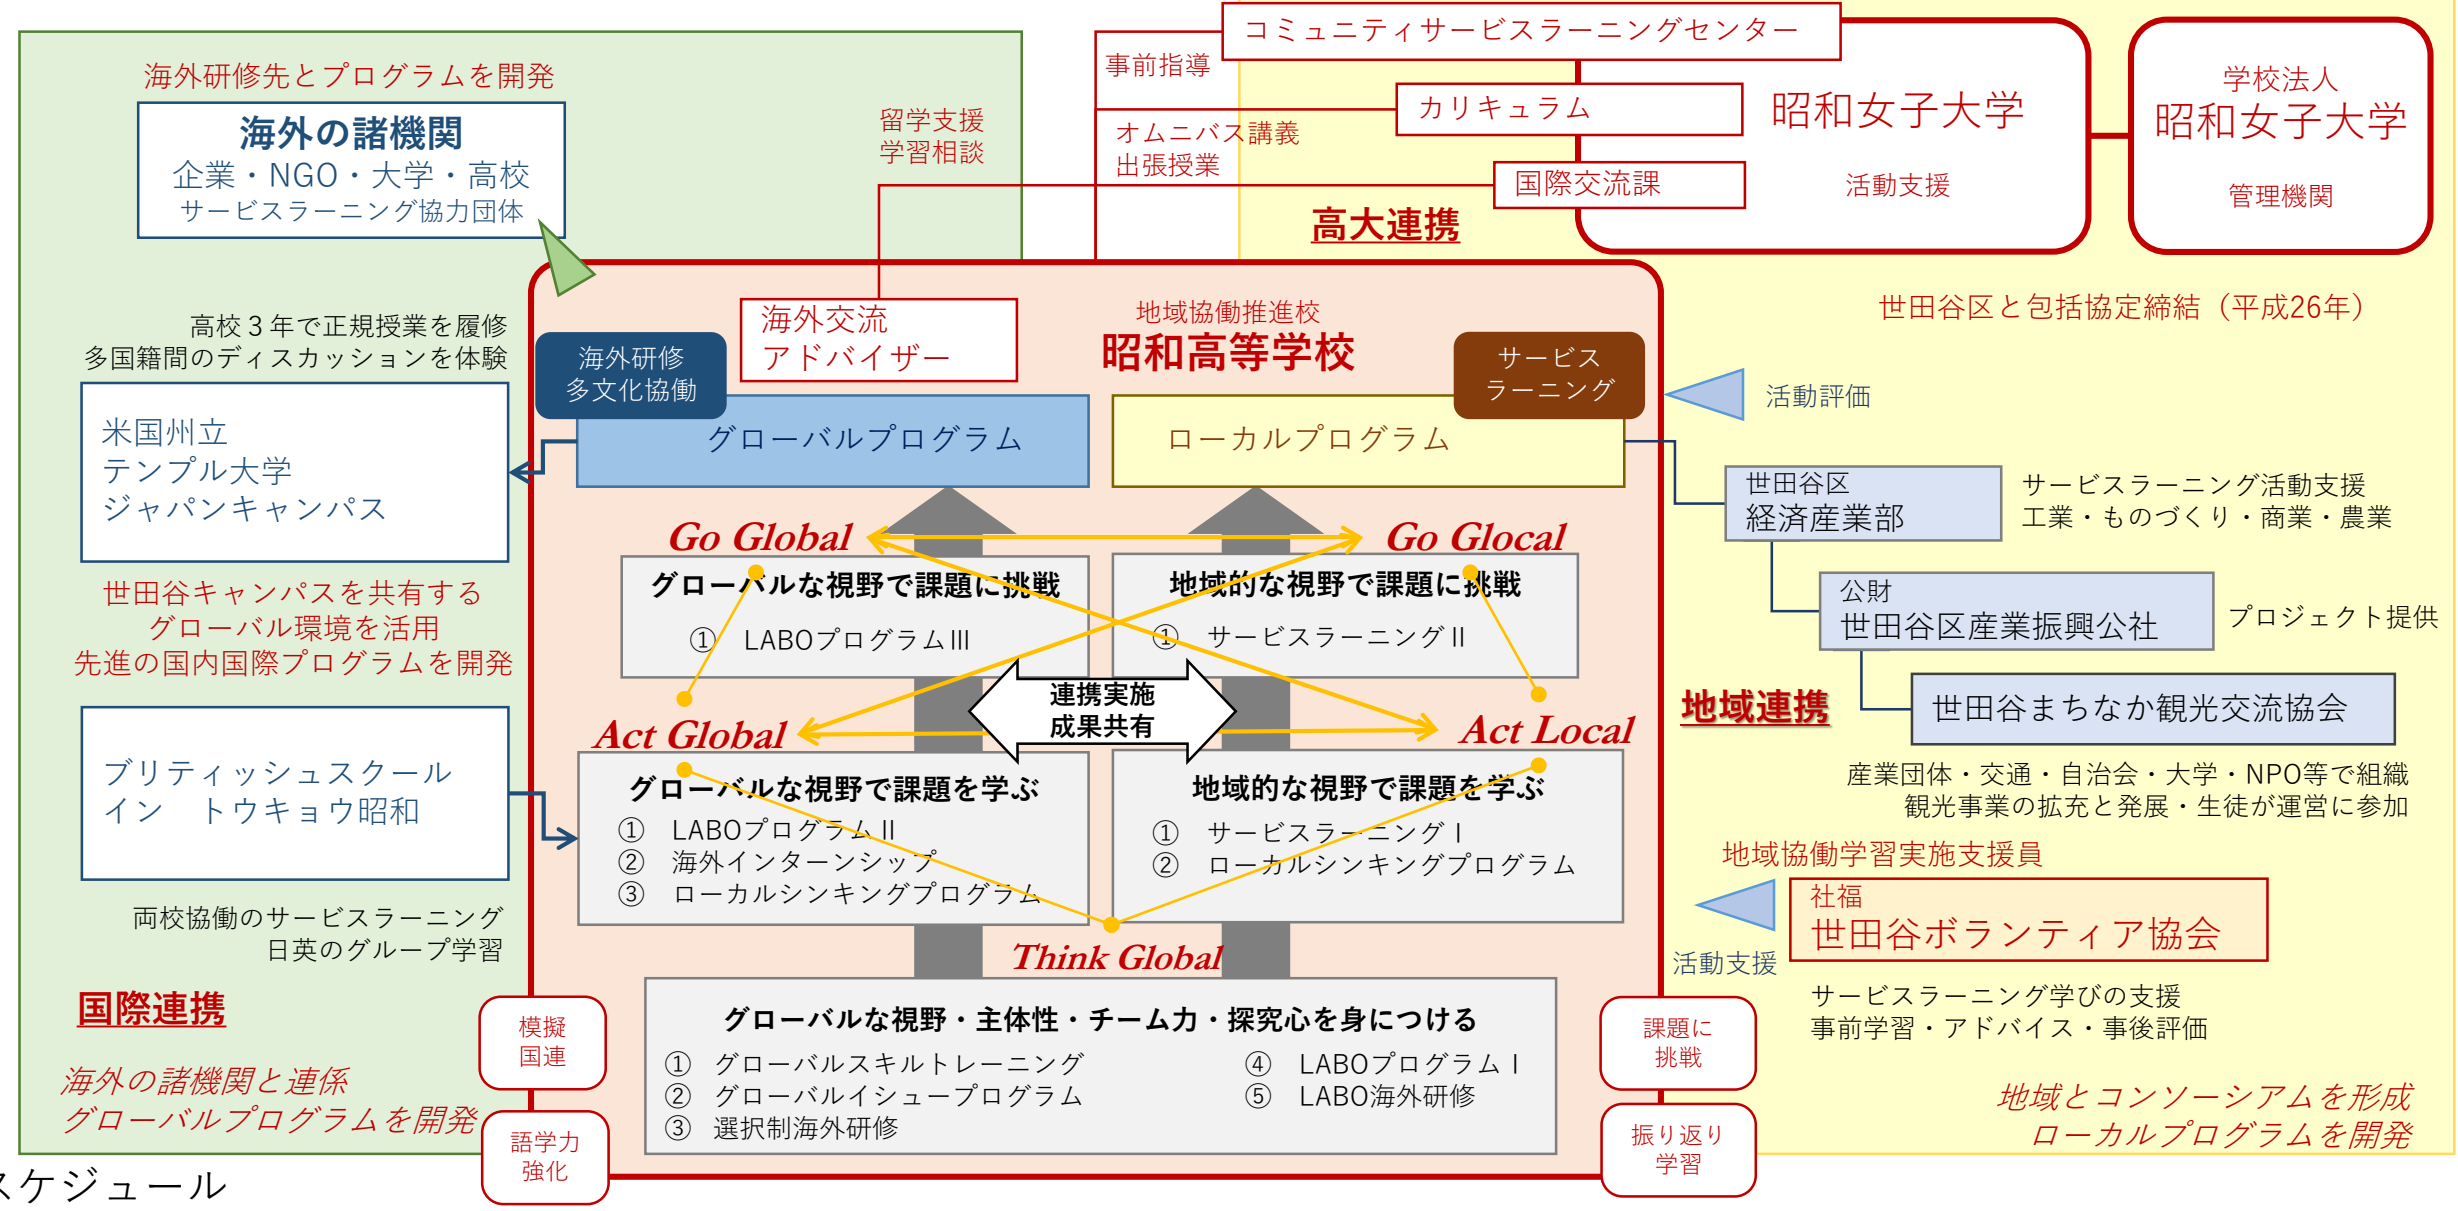 コミュニティサービスラーニングセンター
事前指導
カリキュラム
オムニバス講義
出張授業
国際交流課
昭和女子大学
活動支援
学校法人
昭和女子大学
管理機関
高大連携
留学支援
学習相談
海外研修先とプログラムを開発
海外の諸機関
企業・NGO・大学・高校
サービスラーニング協力団体
高校3年で正規授業を履修
多国籍間のディスカッションを体験
米国州立
テンプル大学
ジャパンキャンパス
世田谷キャンパスを共有する
グローバル環境を活用
先進の国内国際プログラムを開発
ブリティッシュスクール
イン　トウキョウ昭和
両校協働のサービスラーニング
日英のグループ学習
国際連携
海外の諸機関と連係
グローバルプログラムを開発
海外交流
アドバイザー
地域協働推進校
昭和高等学校
海外研修
多文化協働
サービス
ラーニング
グローバルプログラム
ローカルプログラム
Go Global
Go Glocal
グローバルな視野で課題に挑戦
① LABOプログラムⅢ
地域的な視野で課題に挑戦
① サービスラーニングⅡ
連携実施
成果共有
Act Global
Act Local
グローバルな視野で課題を学ぶ
① LABOプログラムⅡ
② 海外インターンシップ
③ ローカルシンキングプログラム
地域的な視野で課題を学ぶ
① サービスラーニングⅠ
② ローカルシンキングプログラム
Think Global
グローバルな視野・主体性・チーム力・探究心を身につける
① グローバルスキルトレーニング
② グローバルイシュープログラム
③ 選択制海外研修
④ LABOプログラムⅠ
⑤ LABO海外研修
模擬
国連
語学力
強化
課題に
挑戦
振り返り
学習
世田谷区と包括協定締結（平成26年）
活動評価
世田谷区
経済産業部
サービスラーニング活動支援
工業・ものづくり・商業・農業
公財
世田谷区産業振興公社
プロジェクト提供
地域連携
世田谷まちなか観光交流協会
産業団体・交通・自治会・大学・NPO等で組織
観光事業の拡充と発展・生徒が運営に参加
地域協働学習実施支援員
社福
世田谷ボランティア協会
活動支援
サービスラーニング学びの支援
事前学習・アドバイス・事後評価
地域とコンソーシアムを形成
ローカルプログラムを開発
スケジュール